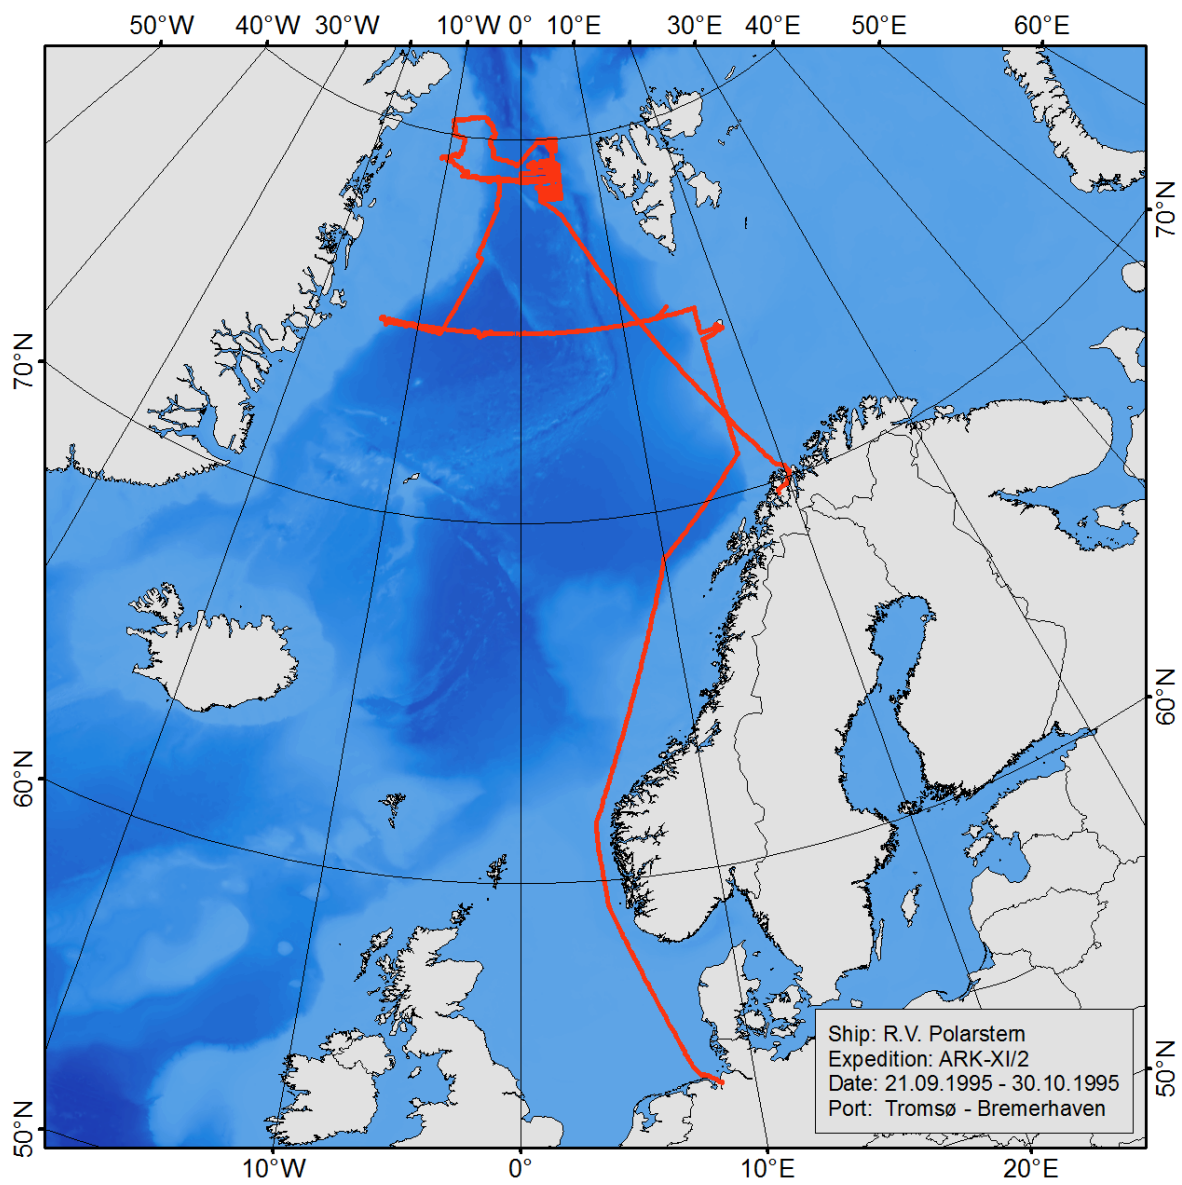 50°W 40°W 30°W 10°W 0° 10°E 30°E 40°E 50°E 60°E
70°N
70°N
60°N
60°N
50°N
50°N
Ship: R.V. Polarstern
Expedition: ARK-XI/2
Date: 21.09.1995 - 30.10.1995
Port: Tromsø - Bremerhaven
10°W 0° 10°E 20°E